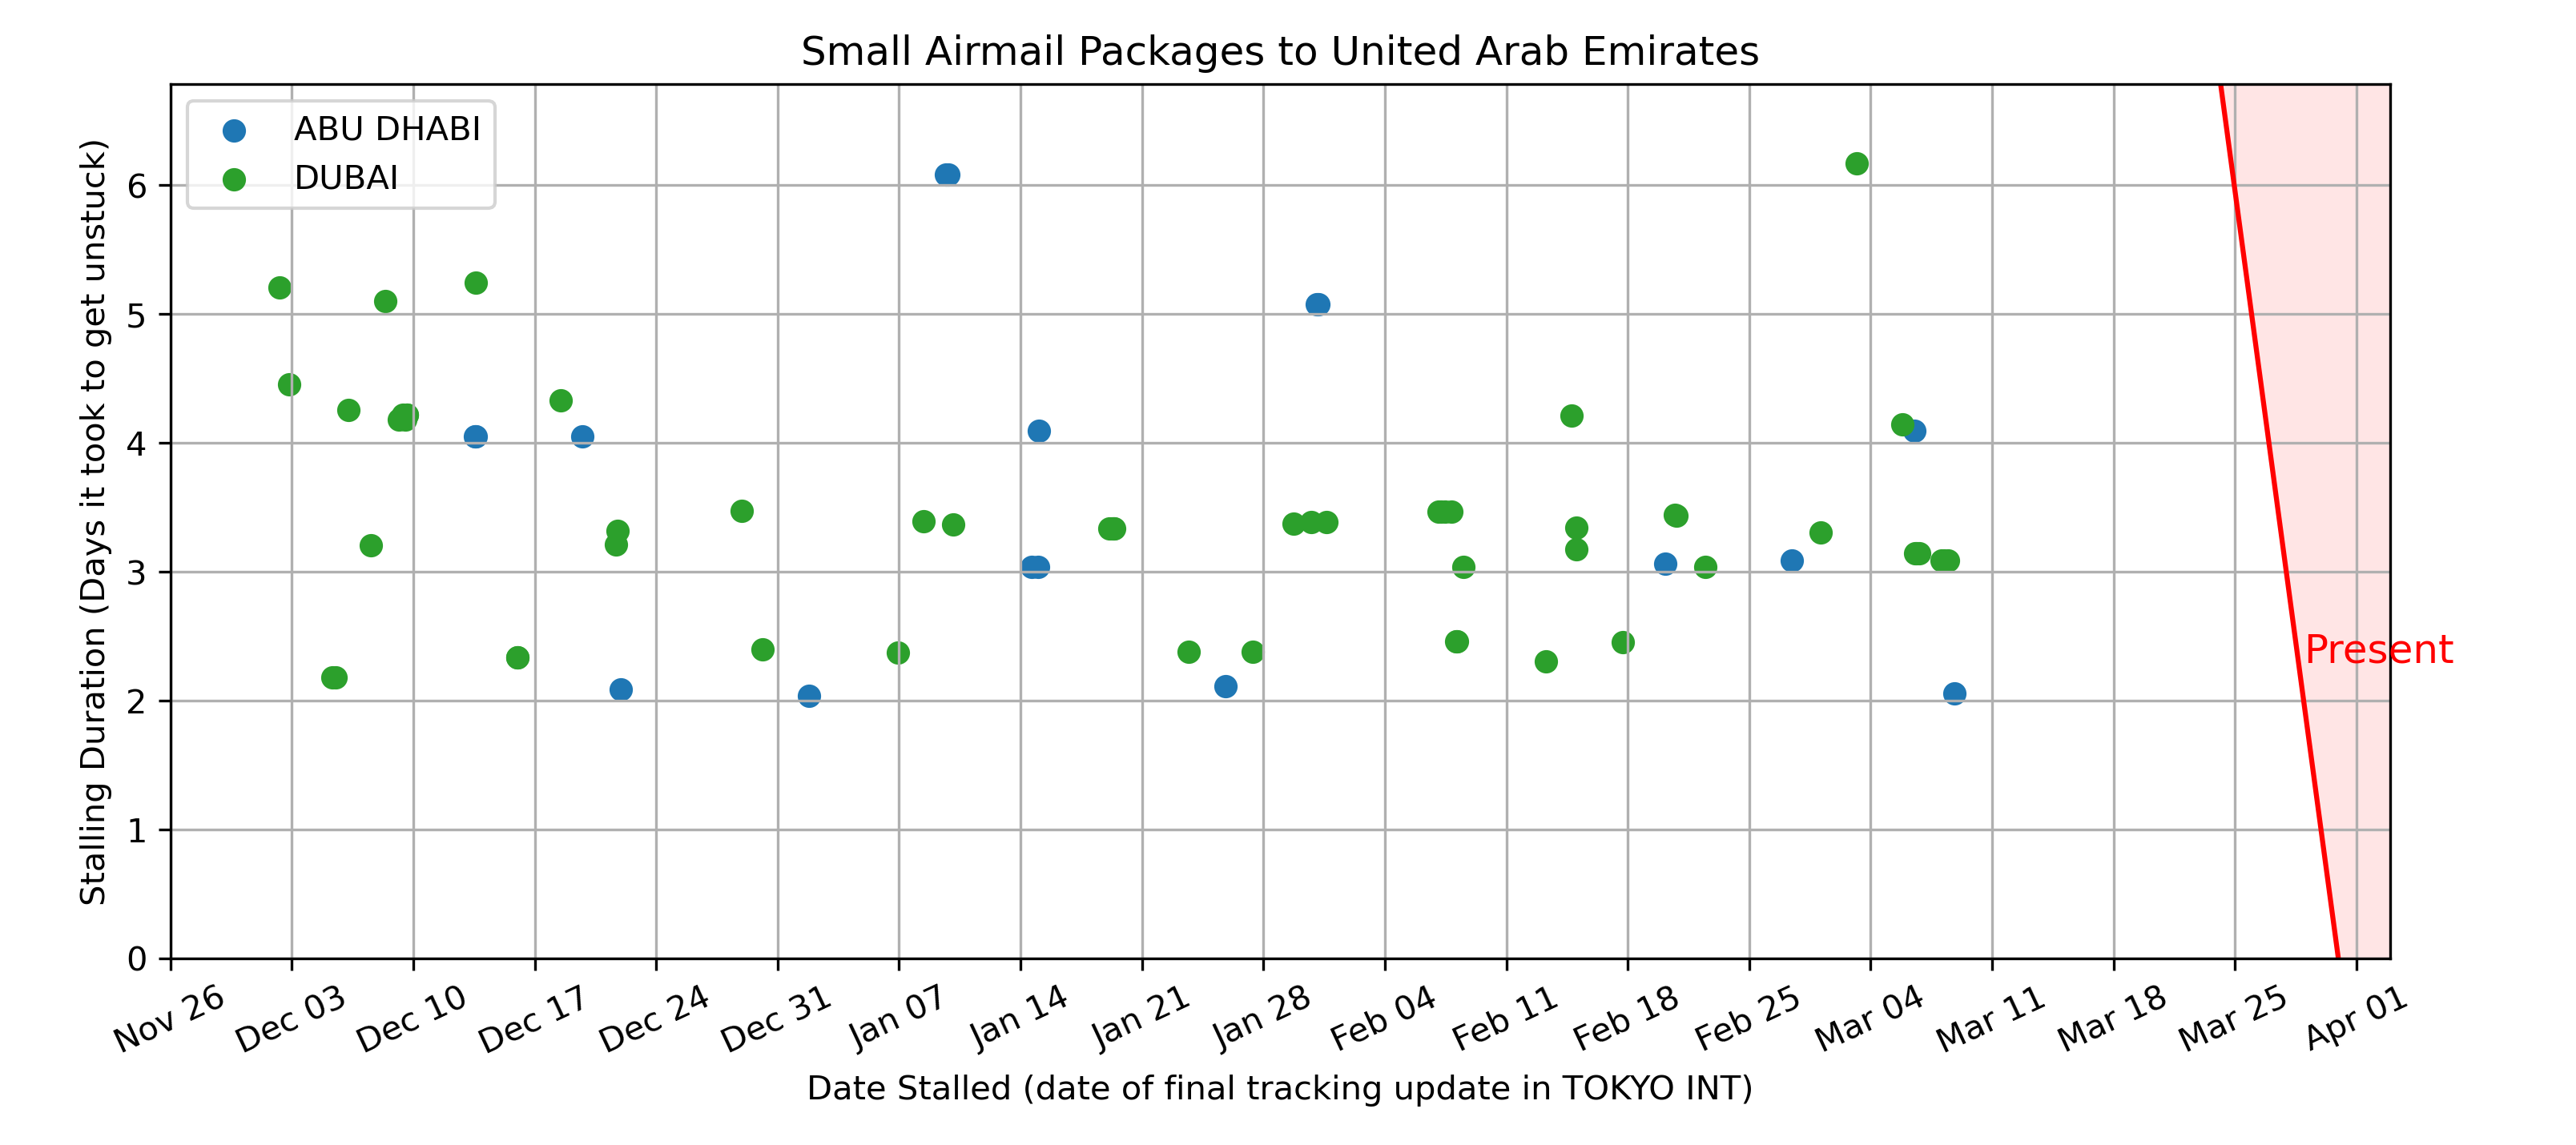 Small Airmail Packages to United Arab Emirates
ABU DHABI
DUBAI
Stalling Duration (Days it took to get unstuck)
6
5
4
3
2
1
0
Present
Nov 26
Dec 03
Dec 10
Dec 17
Dec 24
Dec 31
Jan 07
Jan 14
Jan 21
Jan 28
Feb 04
Feb 11
Feb 18
Feb 25
Mar 04
Mar 11
Mar 18
Mar 25
Apr 01
Date Stalled (date of final tracking update in TOKYO INT)